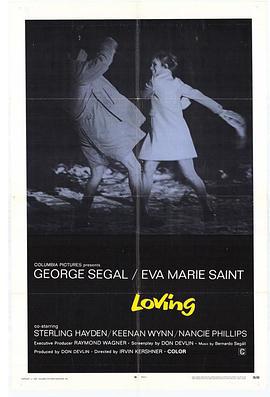 COLUMBIA PICTURES presents
GEORGE SEGAL / EVA MARIE SAINT
Loving
co-starring
STERLING HAYDEN / KEENAN WYNN / NANCIE PHILLIPS
Executive Producer RAYMOND WAGNER • Screenplay by DON DEVLIN • Music by Bernardo Segáll
Produced by DON DEVLIN • Directed by IRVIN KERSHNER • COLOR